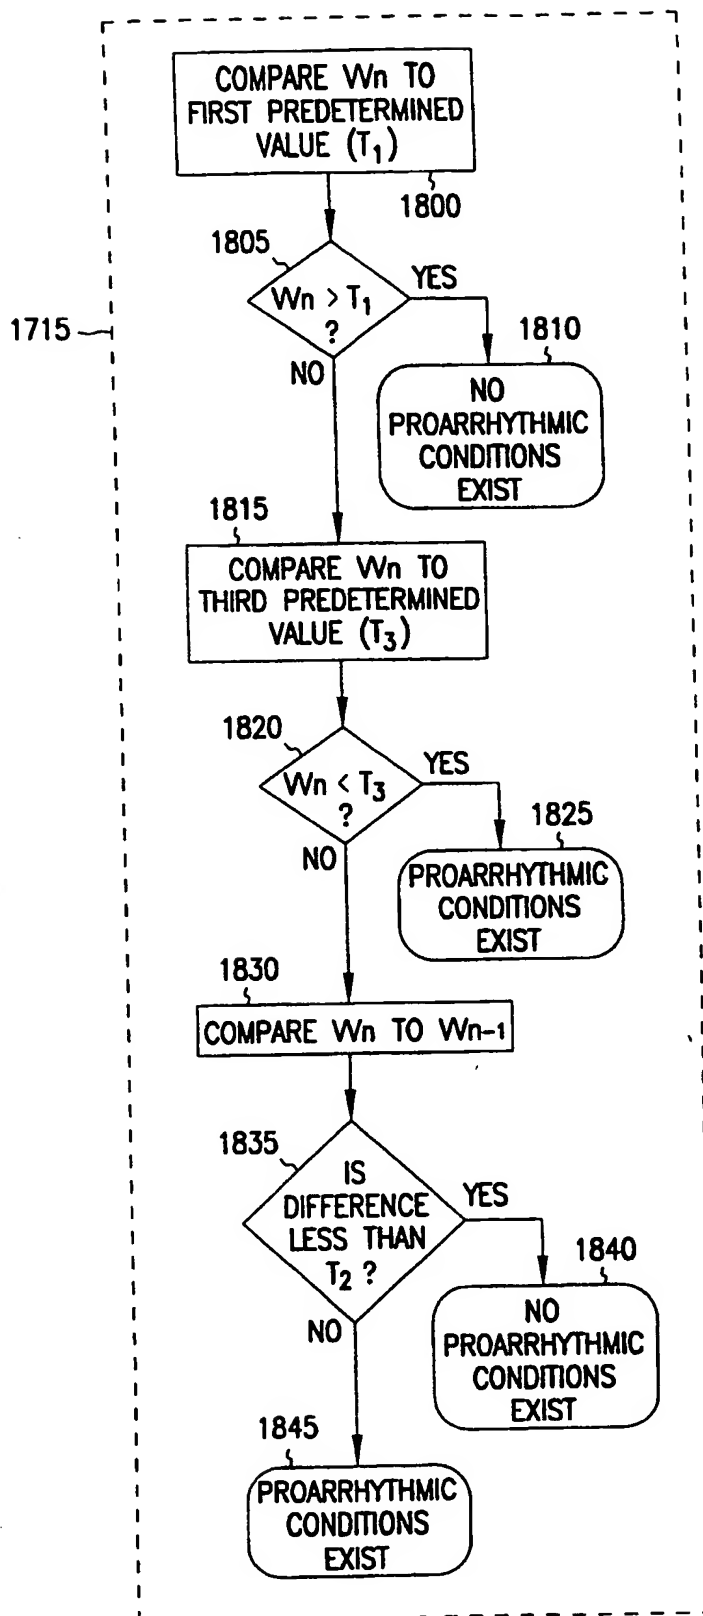 COMPARE Wn TO
FIRST PREDETERMINED
VALUE (T1)
1800
1805
Wn > T1
?
YES
NO
1715
1810
NO
PROARRHYTHMIC
CONDITIONS
EXIST
1815
COMPARE Wn TO
THIRD PREDETERMINED
VALUE (T3)
1820
Wn < T3
?
YES
NO
1825
PROARRHYTHMIC
CONDITIONS
EXIST
1830
COMPARE Wn TO Wn-1
1835
IS
DIFFERENCE
LESS THAN
T2 ?
YES
NO
1840
NO
PROARRHYTHMIC
CONDITIONS
EXIST
1845
PROARRHYTHMIC
CONDITIONS
EXIST